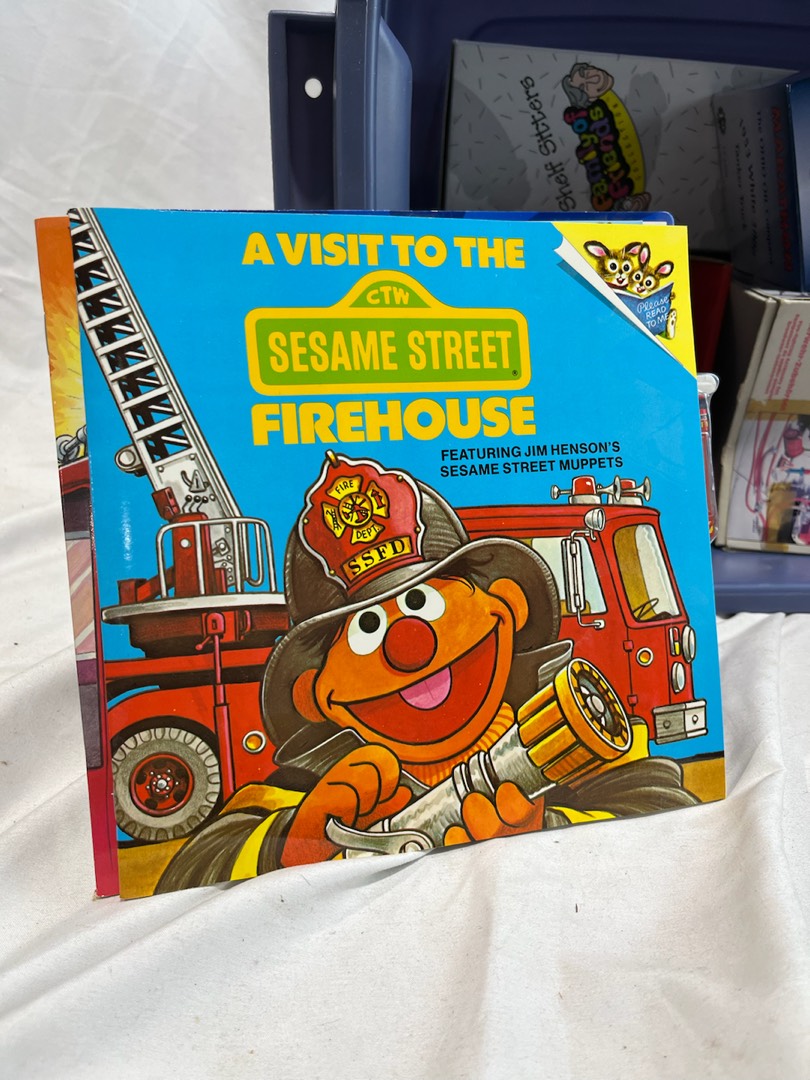 A VISIT TO THE
CTW
SESAME STREET®
FIREHOUSE
FEATURING JIM HENSON'S
SESAME STREET MUPPETS
Please
READ
TO ME
FIRE
DEPT
SSFD
Shelf Sitters
Family of
Friends